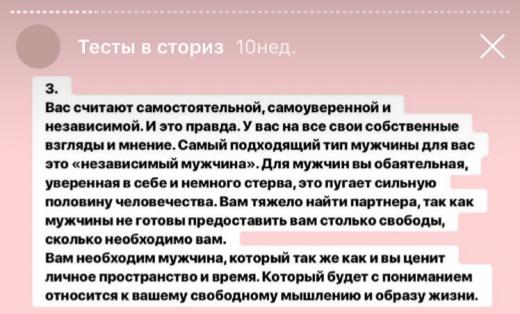 Тесты в сториз 10нед.
3.
Вас считают самостоятельной, самоуверенной и
независимой. И это правда. У вас на все свои собственные
взгляды и мнение. Самый подходящий тип мужчины для вас
это «независимый мужчина». Для мужчин вы обаятельная,
уверенная в себе и немного стерва, это пугает сильную
половину человечества. Вам тяжело найти партнера, так как
мужчины не готовы предоставить вам столько свободы,
сколько необходимо вам.
Вам необходим мужчина, который так же как и вы ценит
личное пространство и время. Который будет с пониманием
относится к вашему свободному мышлению и образу жизни.